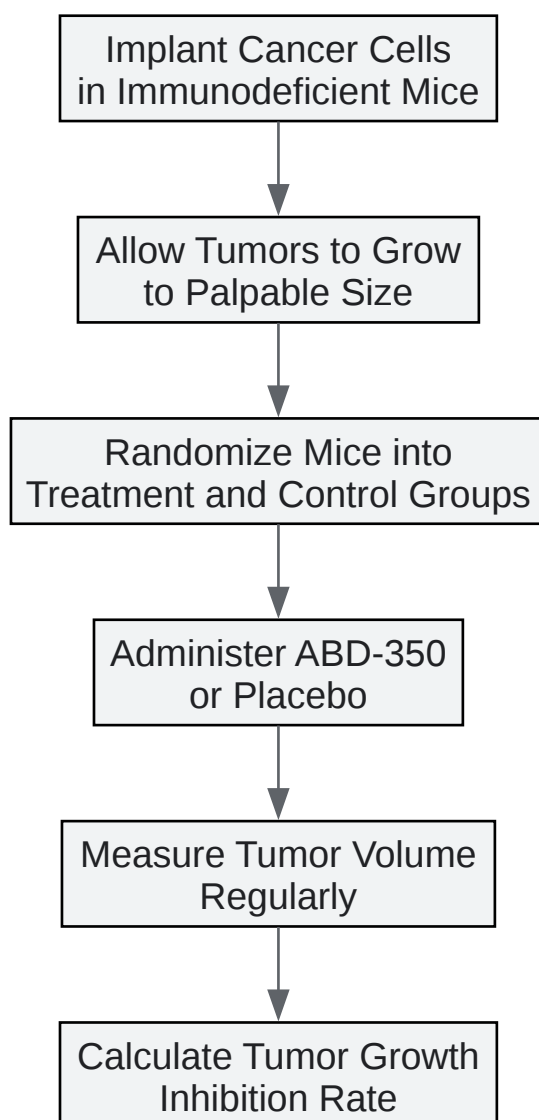 Implant Cancer Cells
in Immunodeficient Mice
Allow Tumors to Grow
to Palpable Size
Randomize Mice into
Treatment and Control Groups
Administer ABD-350
or Placebo
Measure Tumor Volume
Regularly
Calculate Tumor Growth
Inhibition Rate